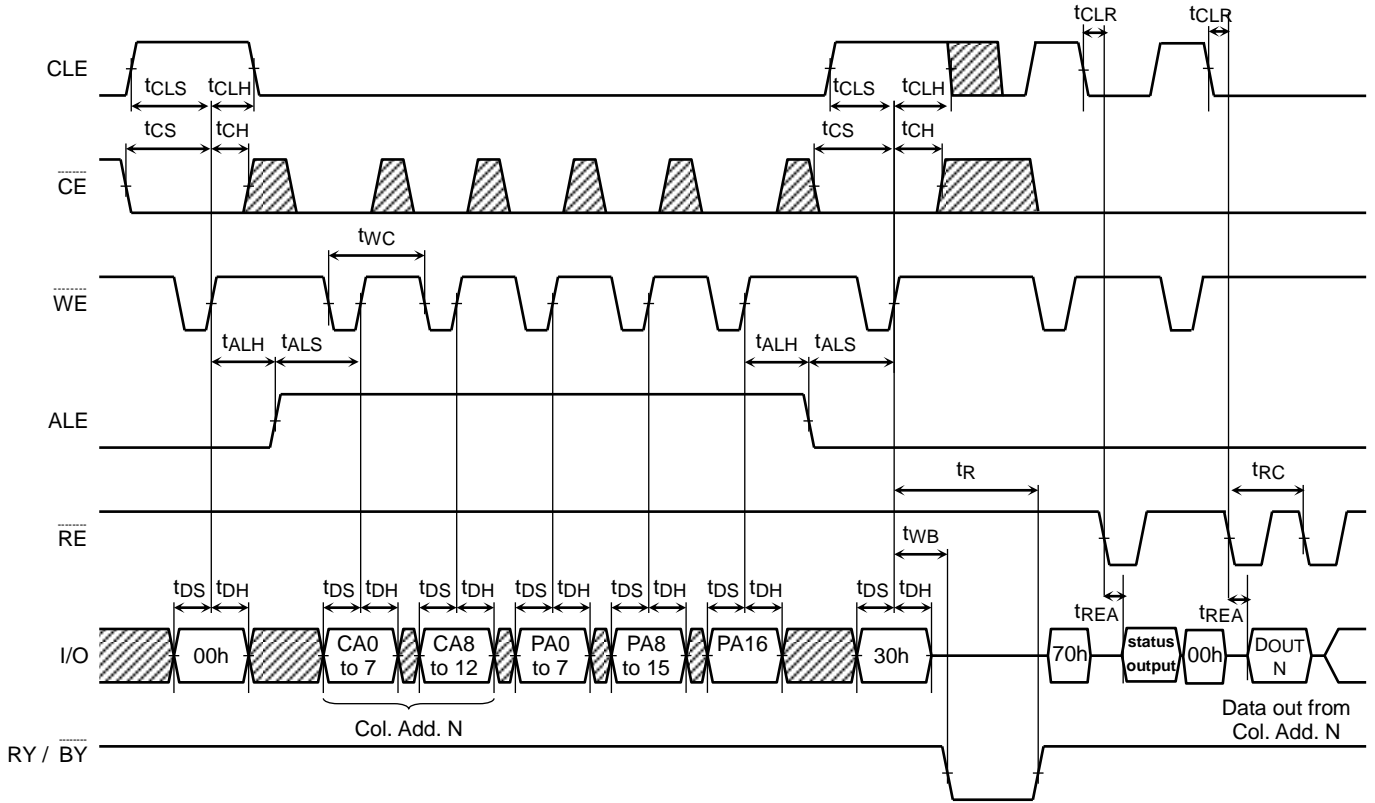 tCLR tCLR
CLE
tCLS tCLH tCLS tCLH
tCS tCH tCS tCH
CE
tWC
WE
tALH tALS tALH tALS
ALE
tR tRC
RE
tWB
tDS tDH tDS tDH tDS tDH tDS tDH tDS tDH tDS tDH tDS tDH
tREA tREA
I/O 00h CA0 to 7 CA8 to 12 PA0 to 7 PA8 to 15 PA16 30h 70h status output 00h DOUT N
Col. Add. N
Data out from
Col. Add. N
RY / BY